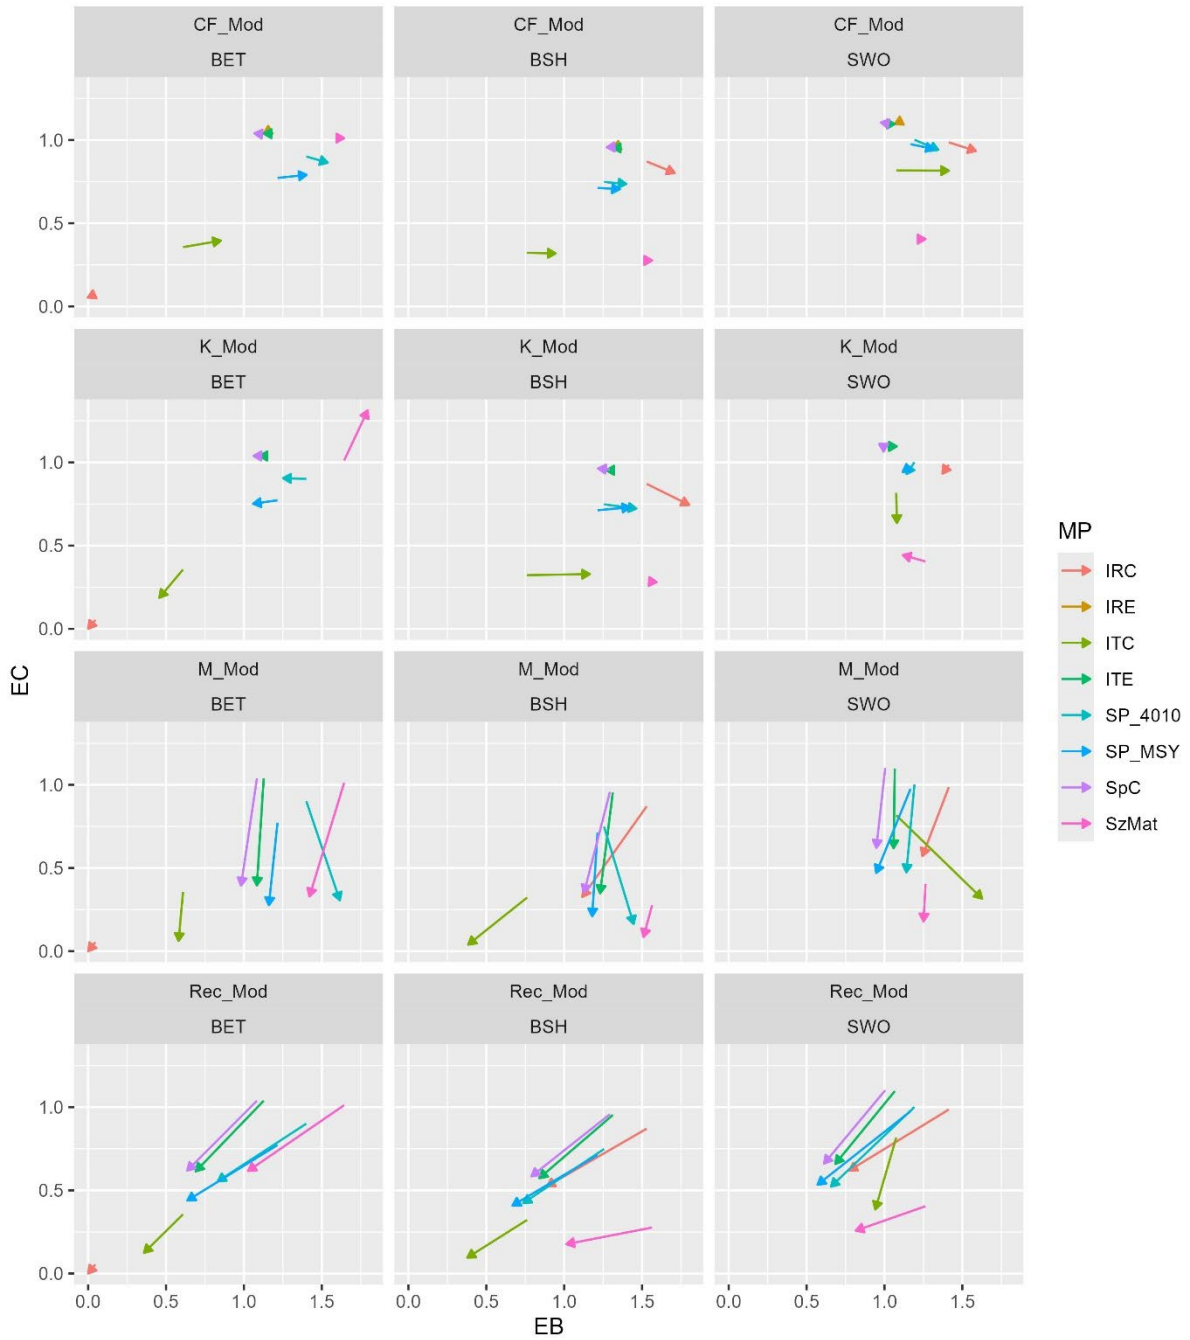 CF_Mod CF_Mod CF_Mod
BET BSH SWO
1.0
0.5
0.0
K_Mod K_Mod K_Mod
BET BSH SWO
1.0
0.5
0.0
M_Mod M_Mod M_Mod
BET BSH SWO
1.0
0.5
0.0
Rec_Mod Rec_Mod Rec_Mod
BET BSH SWO
1.0
0.5
0.0
0.0 0.5 1.0 1.5 0.0 0.5 1.0 1.5 0.0 0.5 1.0 1.5
EB
EC
MP
IRC
IRE
ITC
ITE
SP_4010
SP_MSY
SpC
SzMat